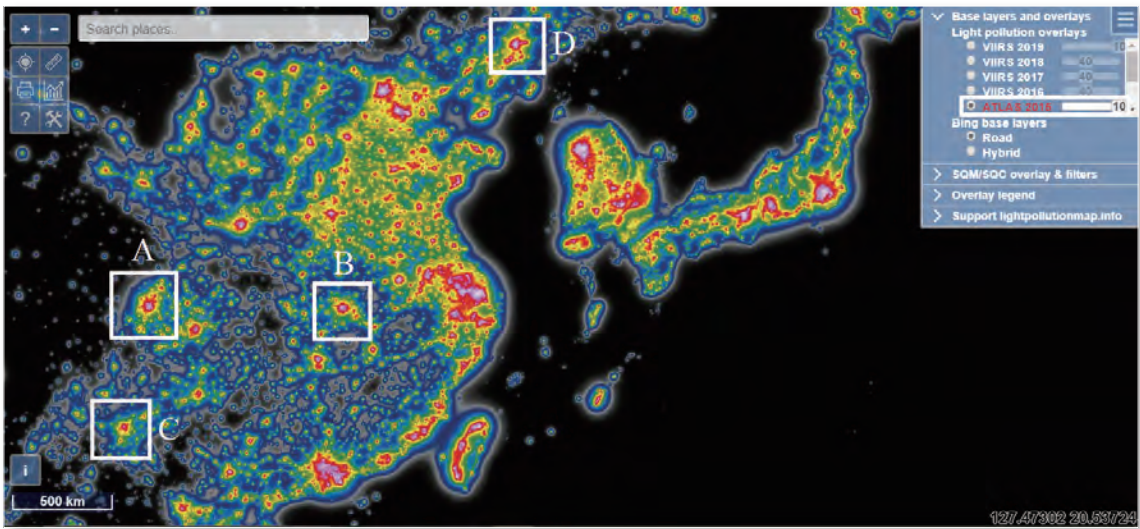 + -
Search places..
?
i
500 km
A
B
C
D
Base layers and overlays
Light pollution overlays
VIIRS 2019 10
VIIRS 2018 40
VIIRS 2017 40
VIIRS 2016 40
ATLAS 2015 10
Bing base layers
Road
Hybrid
SQM/SQC overlay & filters
Overlay legend
Support lightpollutionmap.info
127.47302 20.53724